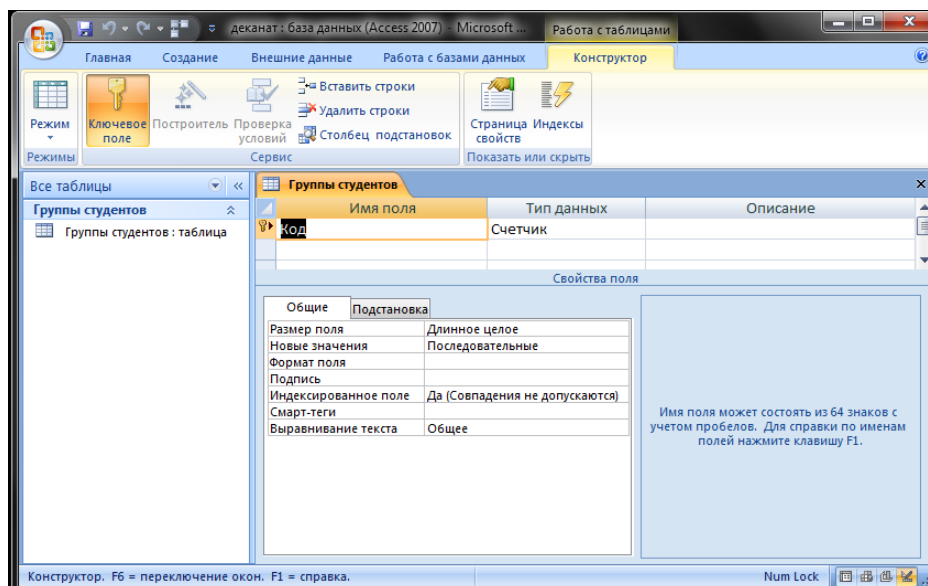 деканат : база данных (Access 2007) - Microsoft ...
Работа с таблицами
Главная Создание Внешние данные Работа с базами данных Конструктор
Режим
Режимы
Ключевое поле
Построитель
Проверка условий
Вставить строки
Удалить строки
Столбец подстановок
Сервис
Страница свойств
Индексы
Показать или скрыть
Все таблицы
Группы студентов
Группы студентов : таблица
Группы студентов
Имя поля Тип данных Описание
Код Счетчик
Свойства поля
Общие Подстановка
Размер поля Длинное целое
Новые значения Последовательные
Формат поля
Подпись
Индексированное поле Да (Совпадения не допускаются)
Смарт-теги
Выравнивание текста Общее
Имя поля может состоять из 64 знаков с
учетом пробелов. Для справки по именам
полей нажмите клавишу F1.
Конструктор. F6 = переключение окон. F1 = справка.
Num Lock